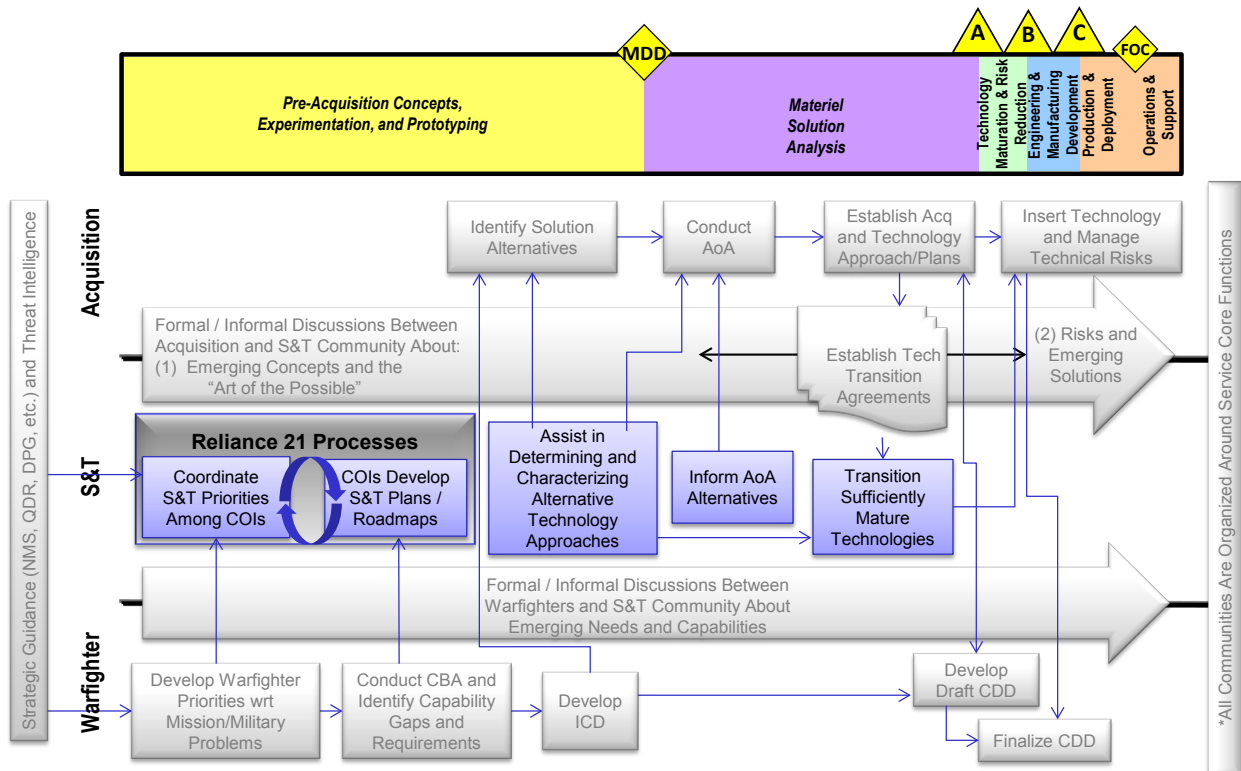 A
B
C
MDD
FOC
Pre-Acquisition Concepts,
Experimentation, and Prototyping
Materiel
Solution
Analysis
Technology
Maturation & Risk
Reduction
Engineering &
Manufacturing
Development
Production &
Deployment
Operations &
Support
Strategic Guidance (NMS, QDR, DPG, etc.) and Threat Intelligence
Acquisition
Identify Solution
Alternatives
Conduct
AoA
Establish Acq
and Technology
Approach/Plans
Insert Technology
and Manage
Technical Risks
Formal / Informal Discussions Between
Acquisition and S&T Community About:
(1) Emerging Concepts and the
“Art of the Possible”
Establish Tech
Transition
Agreements
(2) Risks and
Emerging
Solutions
S&T
Reliance 21 Processes
Coordinate
S&T Priorities
Among COIs
COIs Develop
S&T Plans /
Roadmaps
Assist in
Determining and
Characterizing
Alternative
Technology
Approaches
Inform AoA
Alternatives
Transition
Sufficiently
Mature
Technologies
Formal / Informal Discussions Between
Warfighters and S&T Community About
Emerging Needs and Capabilities
Warfighter
Develop Warfighter
Priorities wrt
Mission/Military
Problems
Conduct CBA and
Identify Capability
Gaps and
Requirements
Develop
ICD
Develop
Draft CDD
Finalize CDD
*All Communities Are Organized Around Service Core Functions